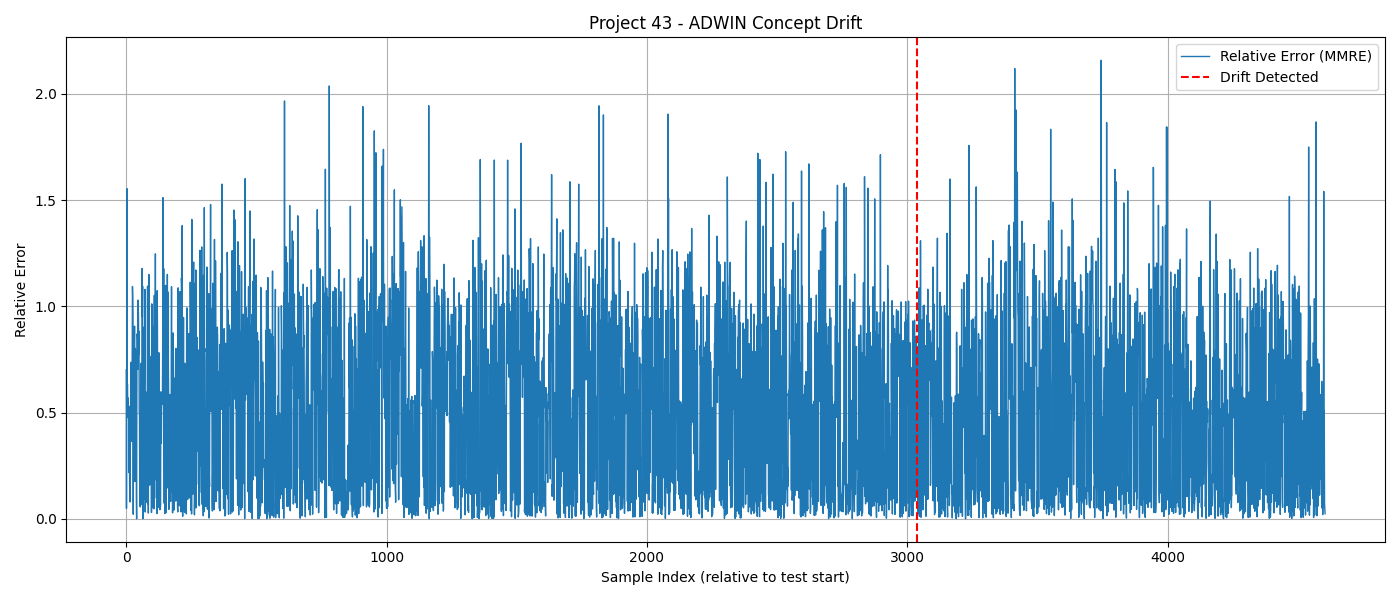 Project 43 - ADWIN Concept Drift
Relative Error (MMRE)
Drift Detected
Relative Error
2.0
1.5
1.0
0.5
0.0
0
1000
2000
3000
4000
Sample Index (relative to test start)